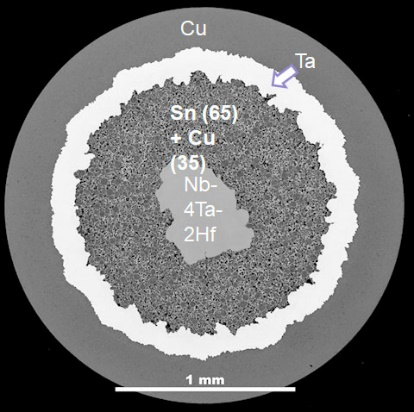 Cu
Ta
Sn (65)
+ Cu
(35)
Nb-
4Ta-
2Hf
1 mm